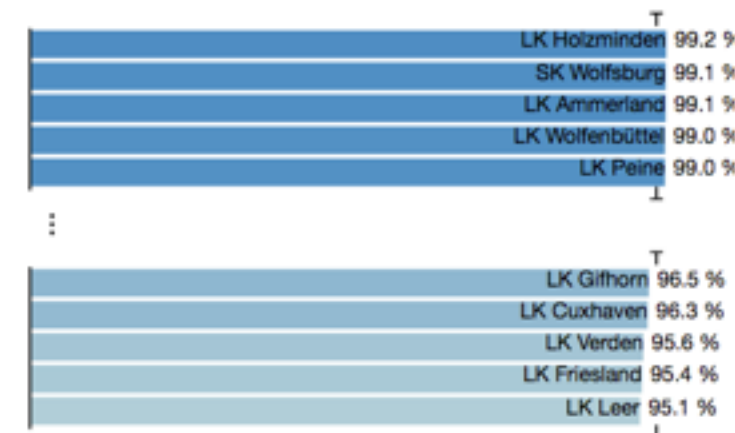 LK Holzminden 99.2 %
SK Wolfsburg 99.1 %
LK Ammerland 99.1 %
LK Wolfenbüttel 99.0 %
LK Peine 99.0 %
⋮
LK Gifhorn 96.5 %
LK Cuxhaven 96.3 %
LK Verden 95.6 %
LK Friesland 95.4 %
LK Leer 95.1 %